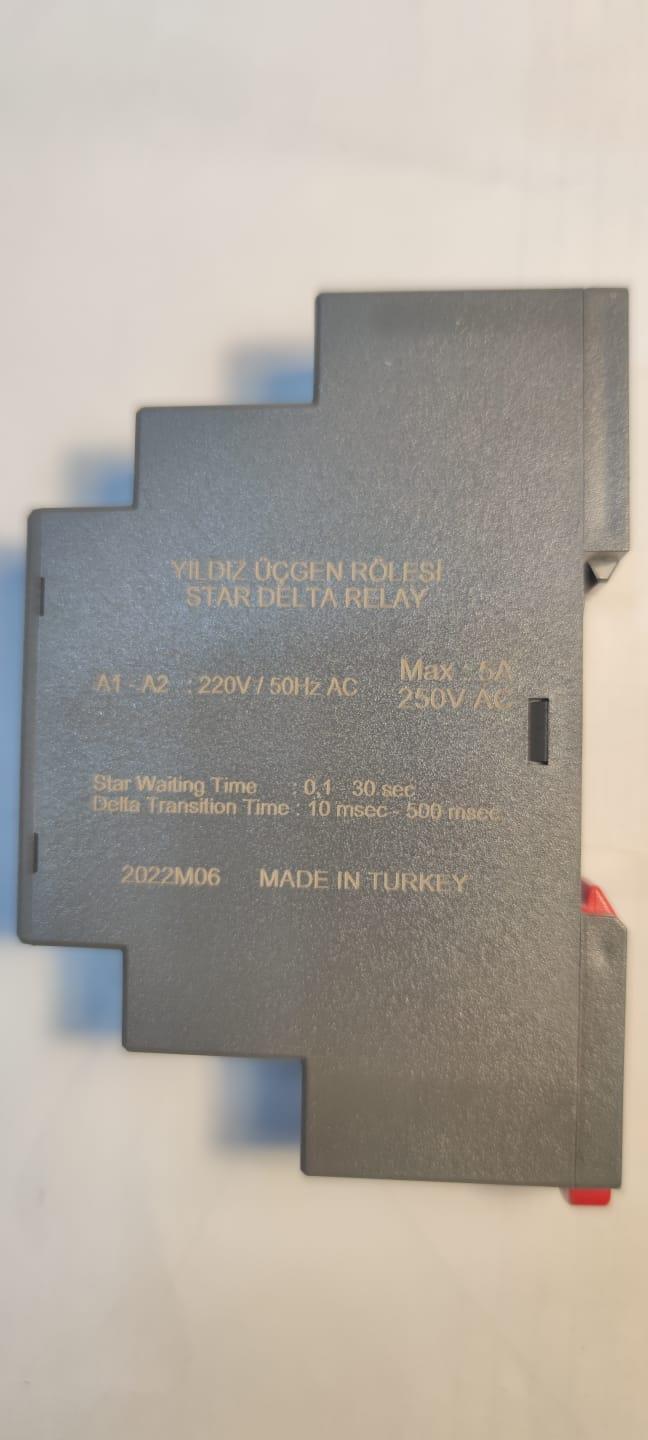 YILDIZ ÜÇGEN RÖLESİ
STAR DELTA RELAY
A1 - A2 : 220V / 50Hz AC
Max : 5A
250V AC
Star Waiting Time : 0,1 30 sec
Delta Transition Time : 10 msec - 500 msec
2022M06 MADE IN TURKEY